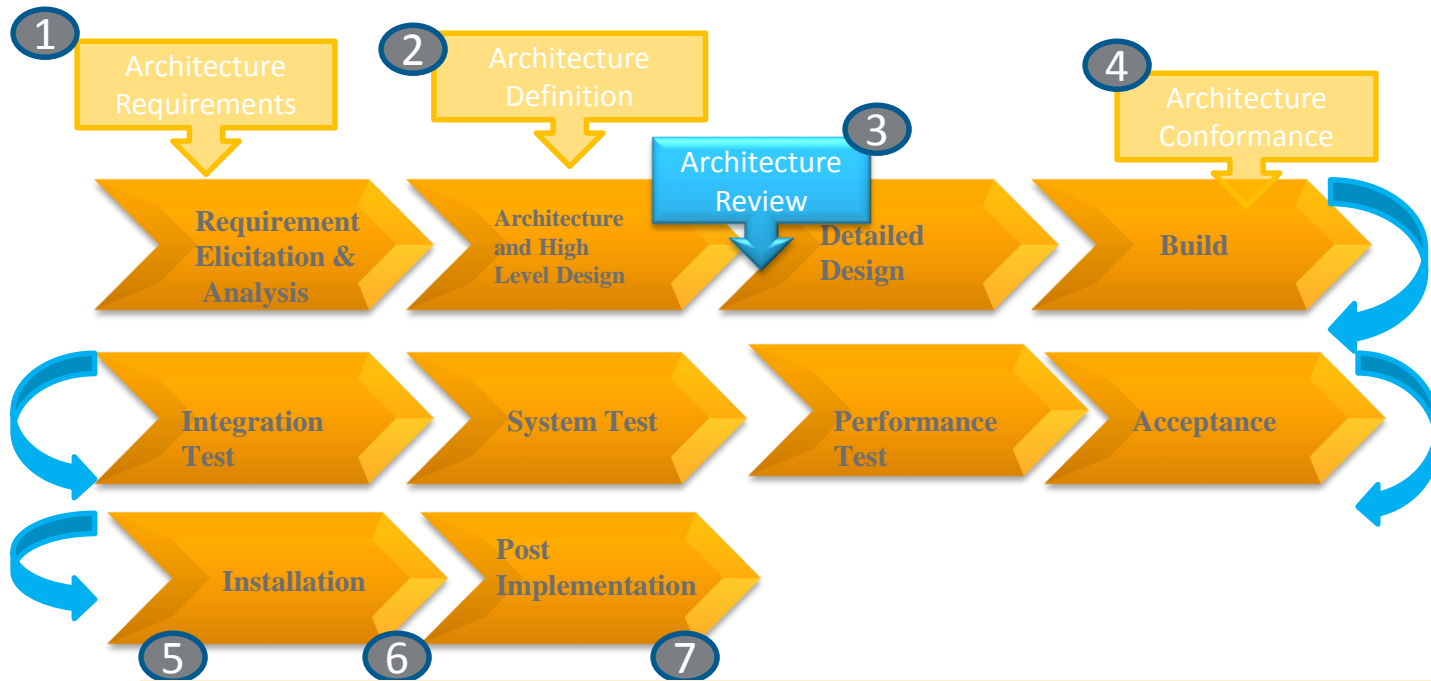 1
Architecture
Requirements
2
Architecture
Definition
3
Architecture
Review
4
Architecture
Conformance
Requirement
Elicitation &
Analysis
Architecture
and High
Level Design
Detailed
Design
Build
Integration
Test
System Test
Performance
Test
Acceptance
Installation
Post
Implementation
5
6
7